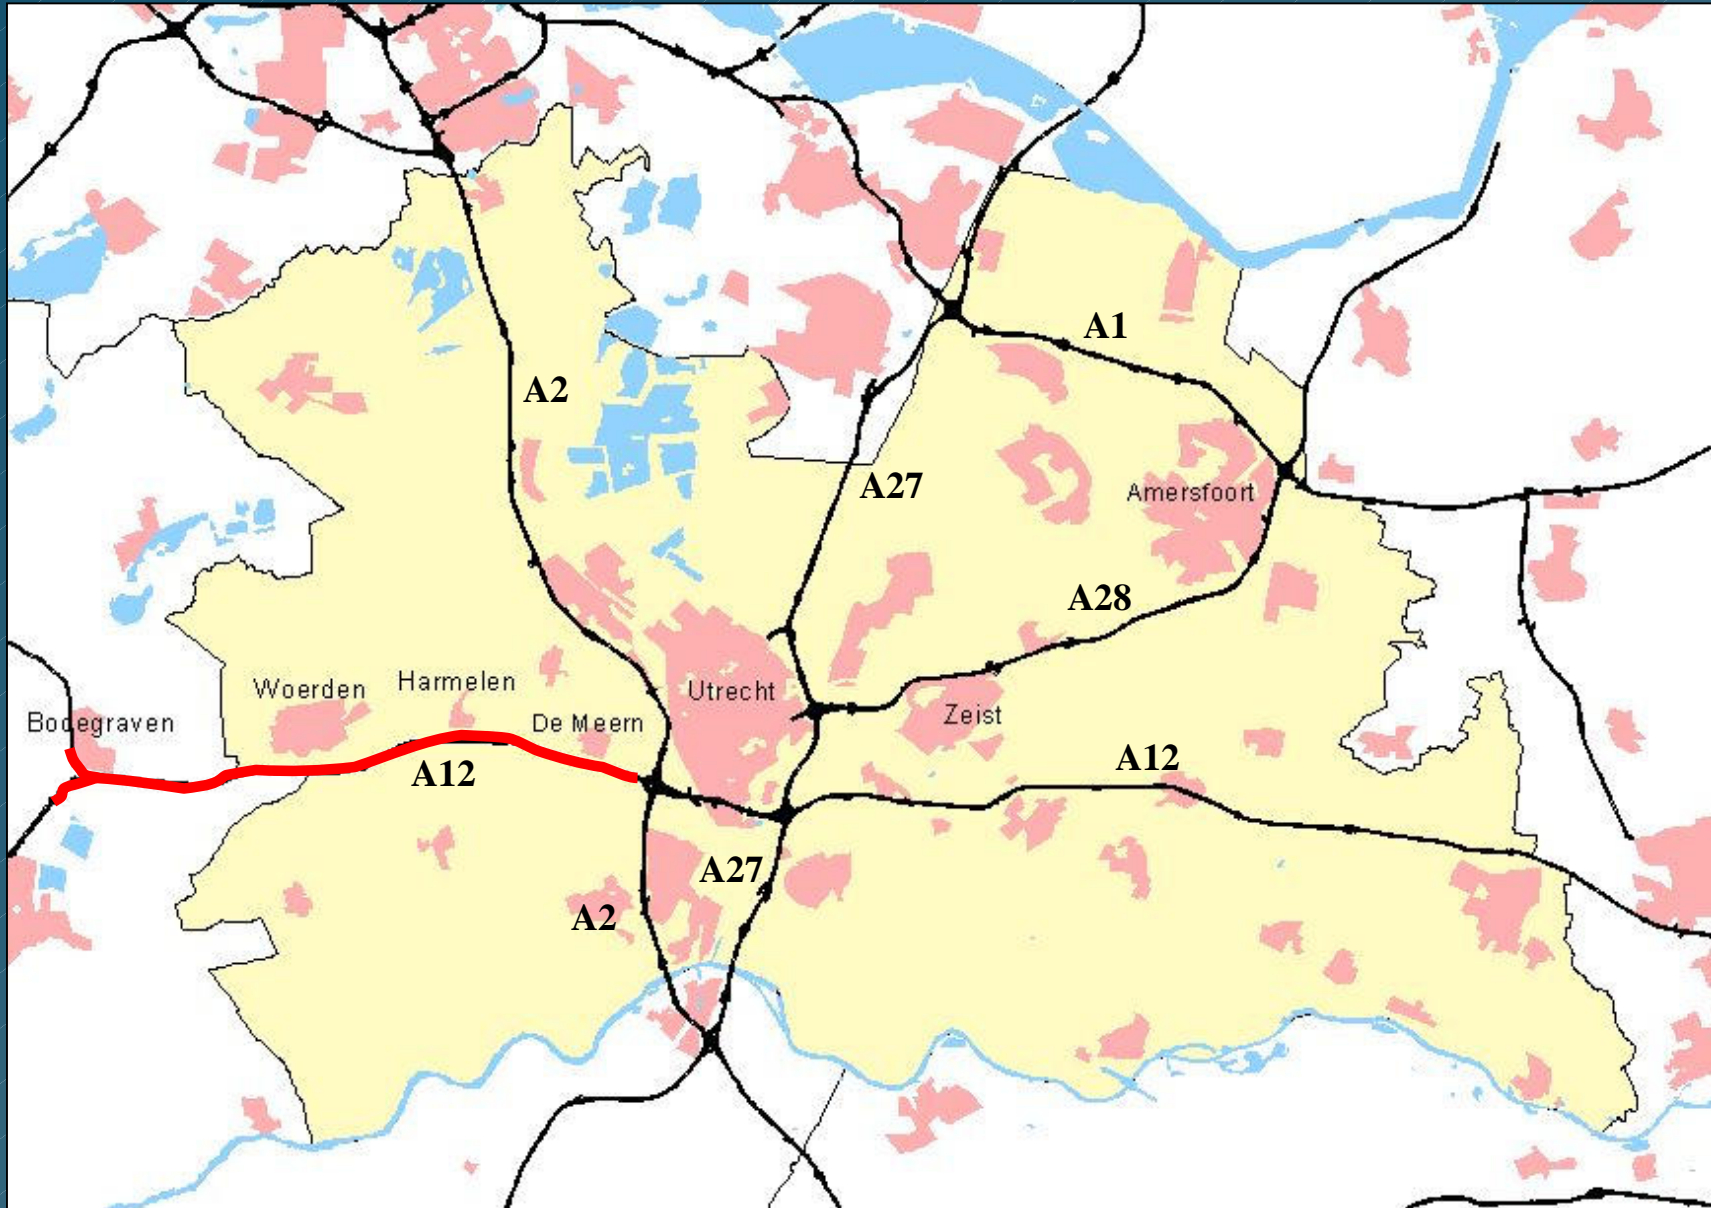 A1
A2
A27
Amersfoort
A28
Woerden
Harmelen
Utrecht
Bodegraven
De Meern
Zeist
A12
A12
A27
A2